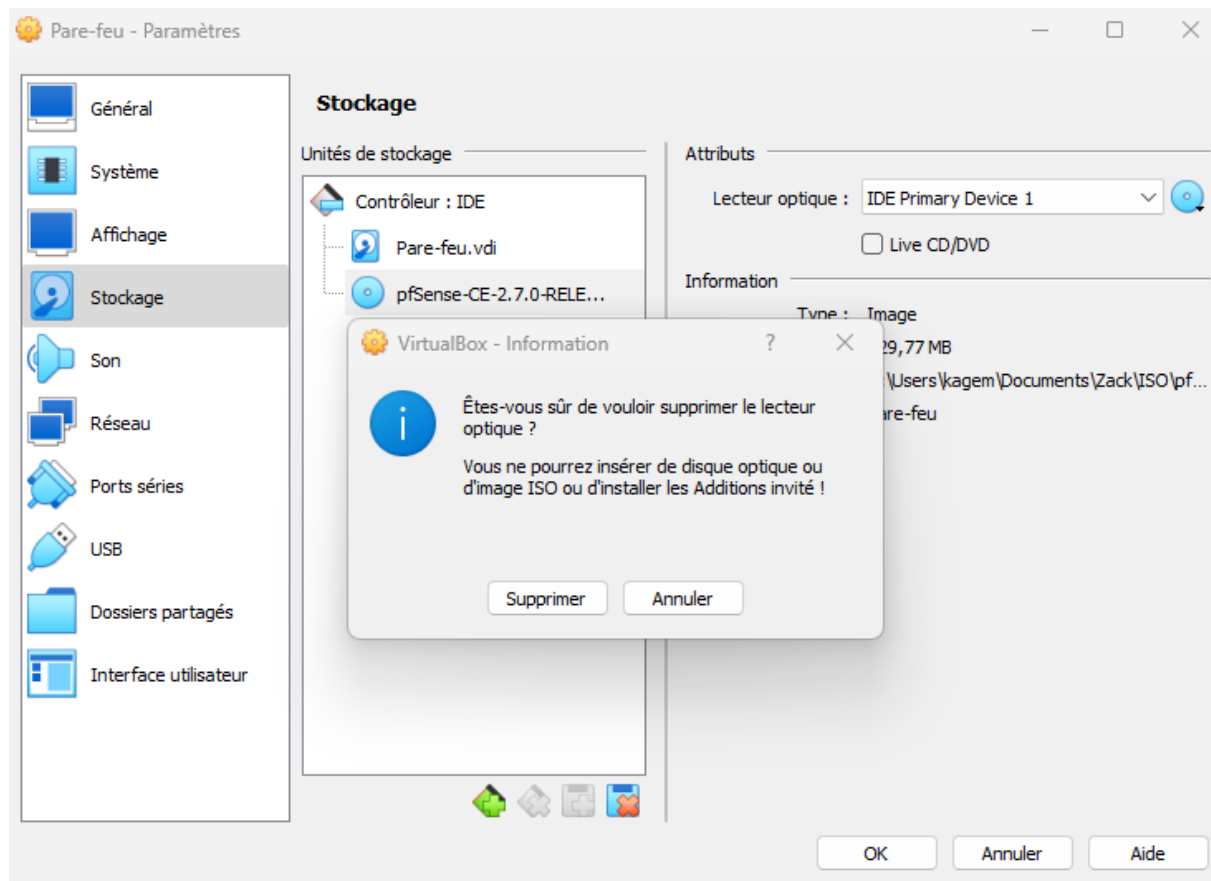 Pare-feu - Paramètres
Général
Système
Affichage
Stockage
Son
Réseau
Ports séries
USB
Dossiers partagés
Interface utilisateur
Stockage
Unités de stockage
Contrôleur : IDE
Pare-feu.vdi
pfSense-CE-2.7.0-RELE...
Attributs
Lecteur optique : IDE Primary Device 1
Live CD/DVD
Information
Type : Image
29,77 MB
:\Users\kagem\Documents\Zack\ISO\pf...
are-feu
VirtualBox - Information ?
Êtes-vous sûr de vouloir supprimer le lecteur
optique ?
Vous ne pourrez insérer de disque optique ou
d'image ISO ou d'installer les Additions invité !
Supprimer Annuler
OK Annuler Aide